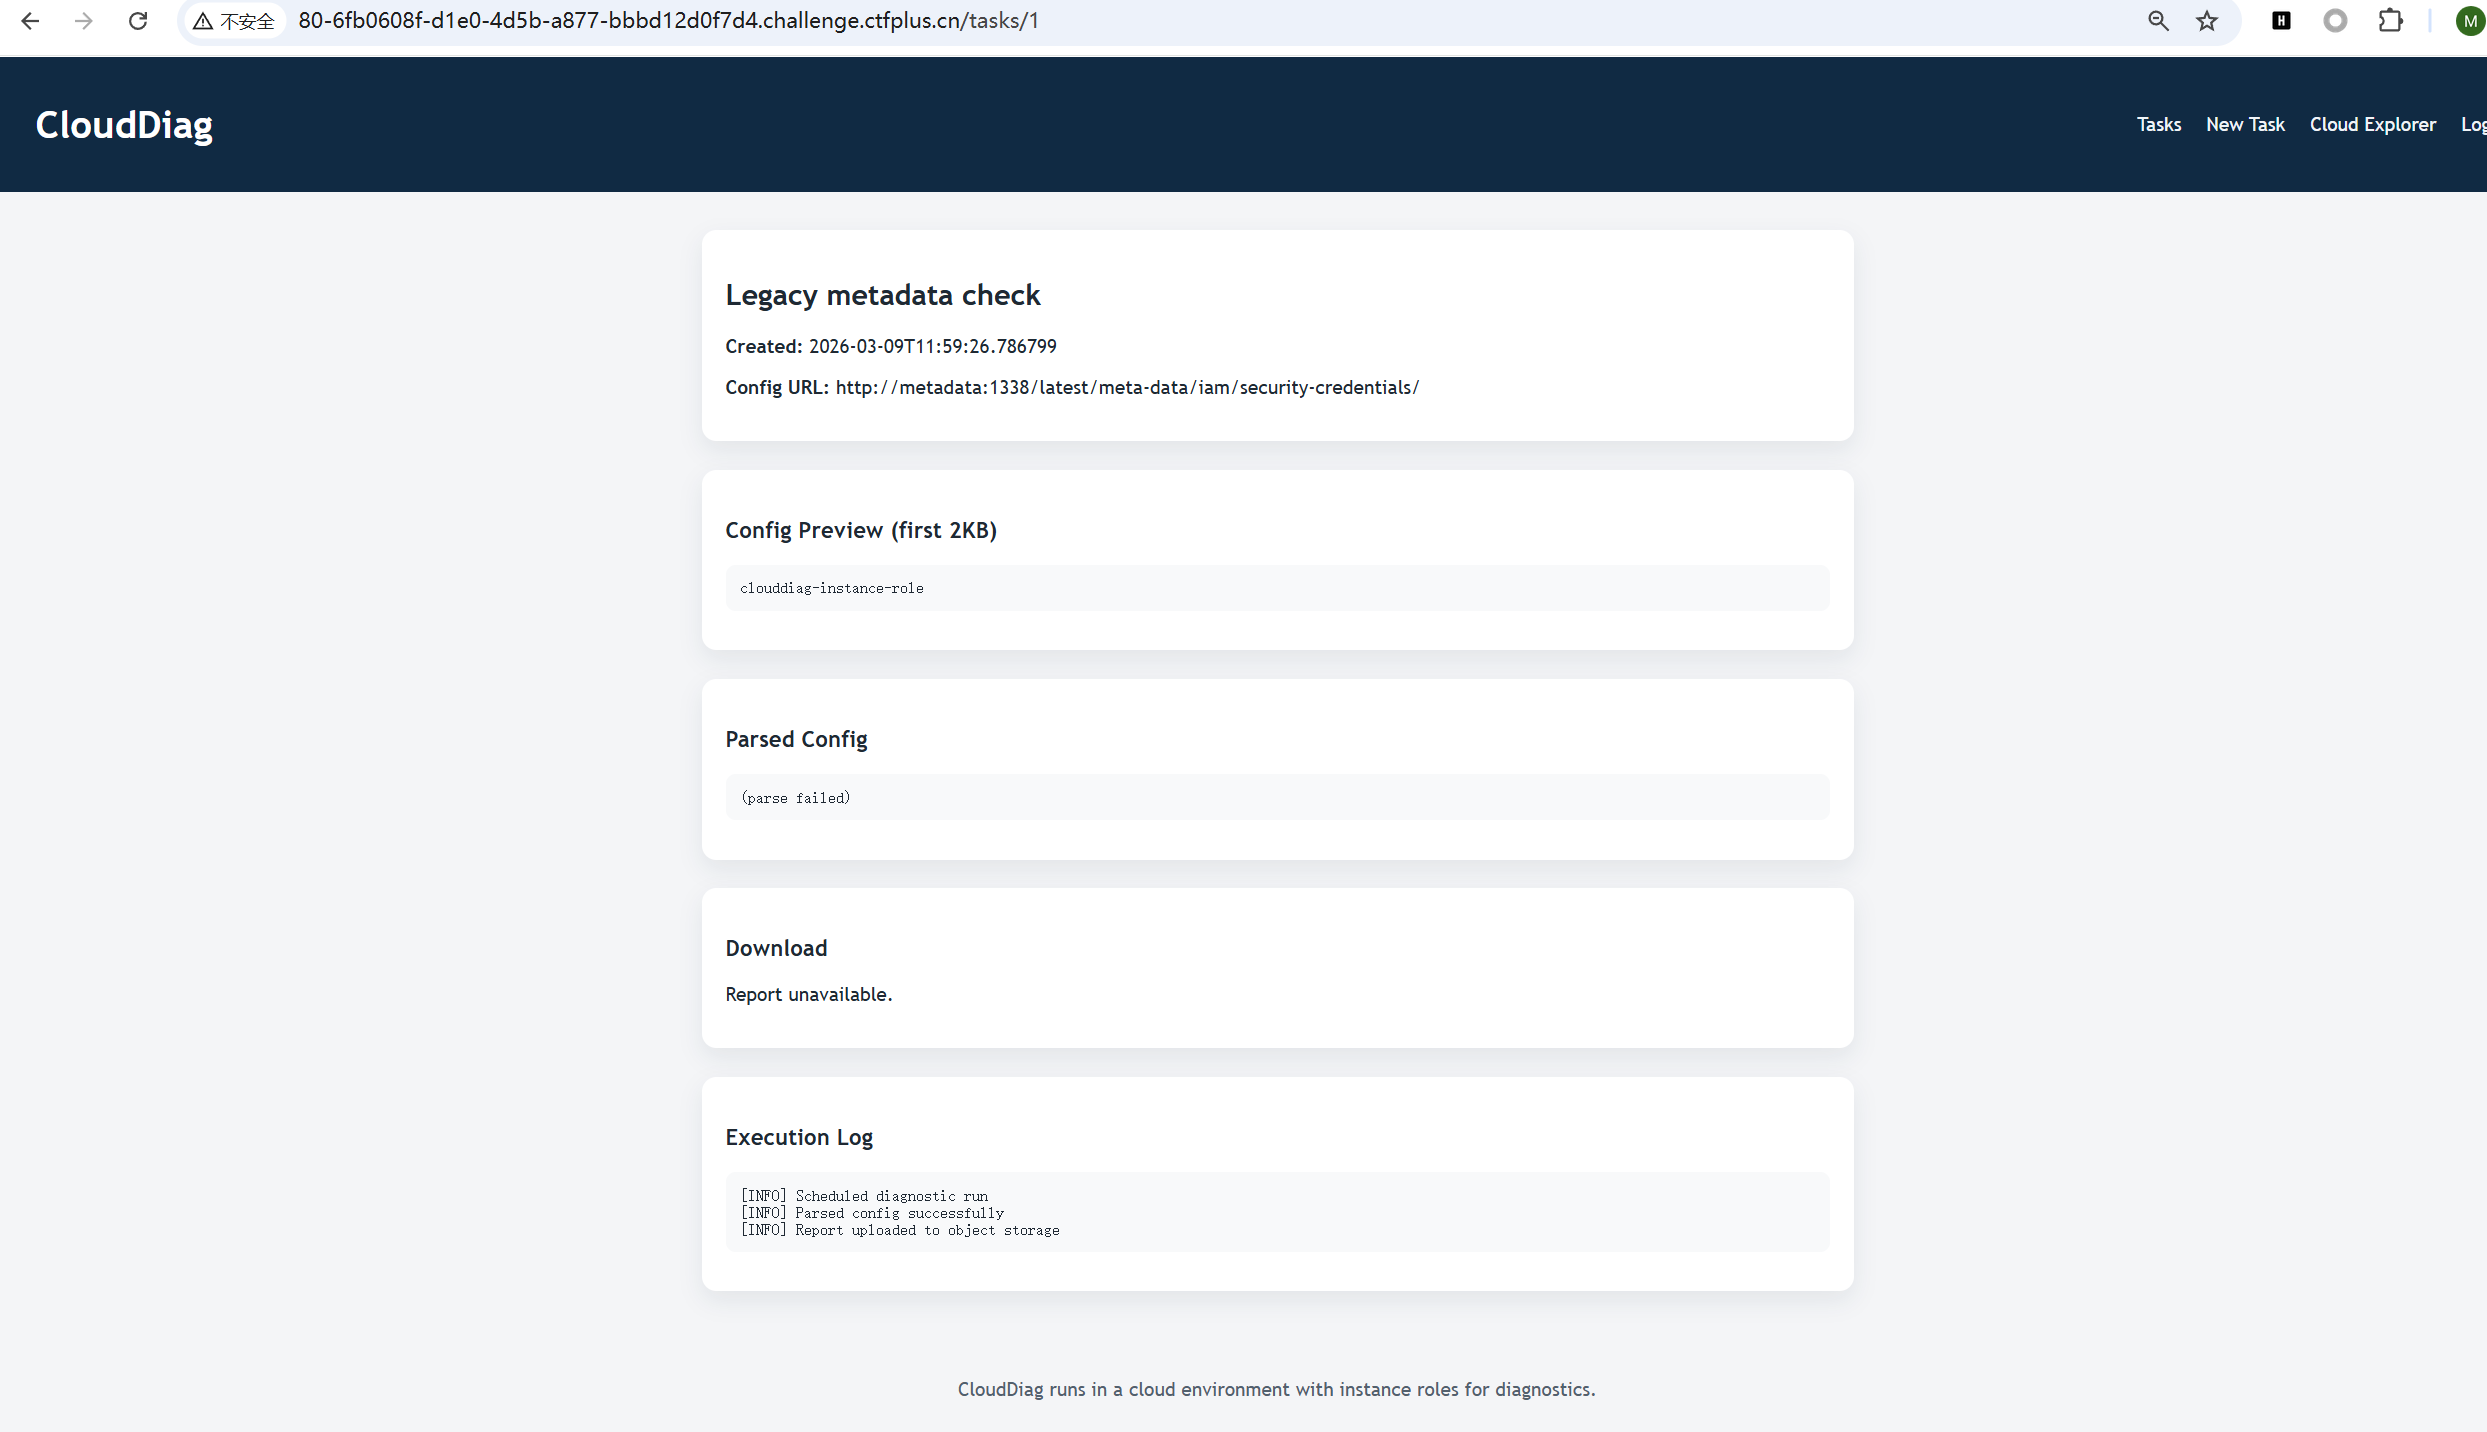 不安全
80-6fb0608f-d1e0-4d5b-a877-bbbd12d0f7d4.challenge.ctfplus.cn/tasks/1
H
M
CloudDiag
Tasks New Task Cloud Explorer Log
Legacy metadata check
Created: 2026-03-09T11:59:26.786799
Config URL: http://metadata:1338/latest/meta-data/iam/security-credentials/
Config Preview (first 2KB)
clouddiag-instance-role
Parsed Config
(parse failed)
Download
Report unavailable.
Execution Log
[INFO] Scheduled diagnostic run
[INFO] Parsed config successfully
[INFO] Report uploaded to object storage
CloudDiag runs in a cloud environment with instance roles for diagnostics.